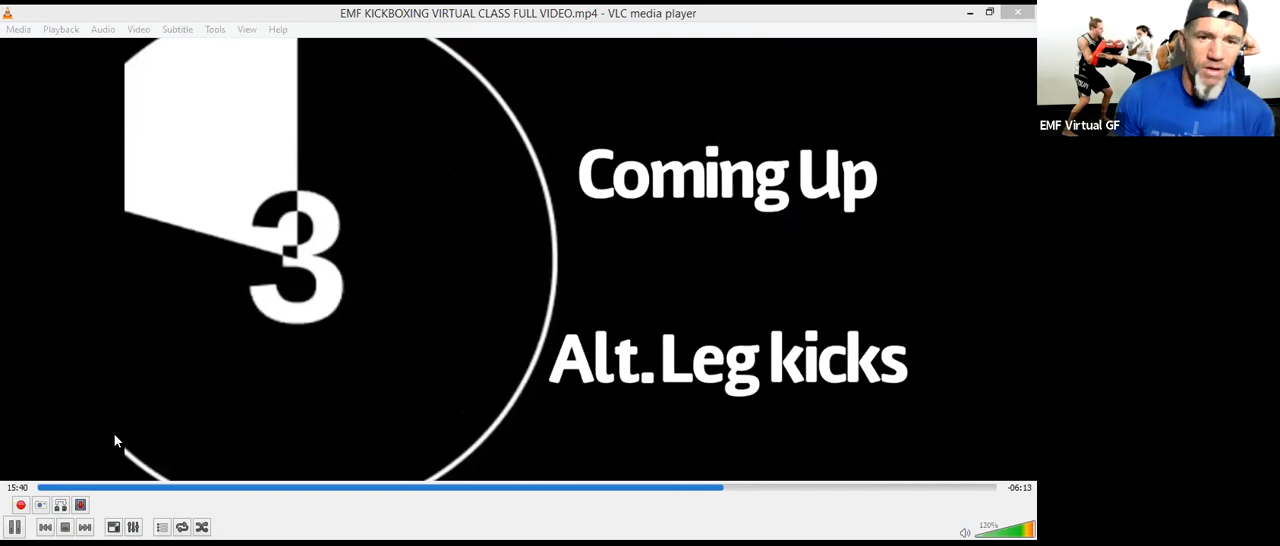 EMF KICKBOXING VIRTUAL CLASS FULL VIDEO.mp4 - VLC media player
Media Playback Audio Video Subtitle Tools View Help
3
Coming Up
Alt. Leg kicks
EMF Virtual GF
15:40
-06:13
120%